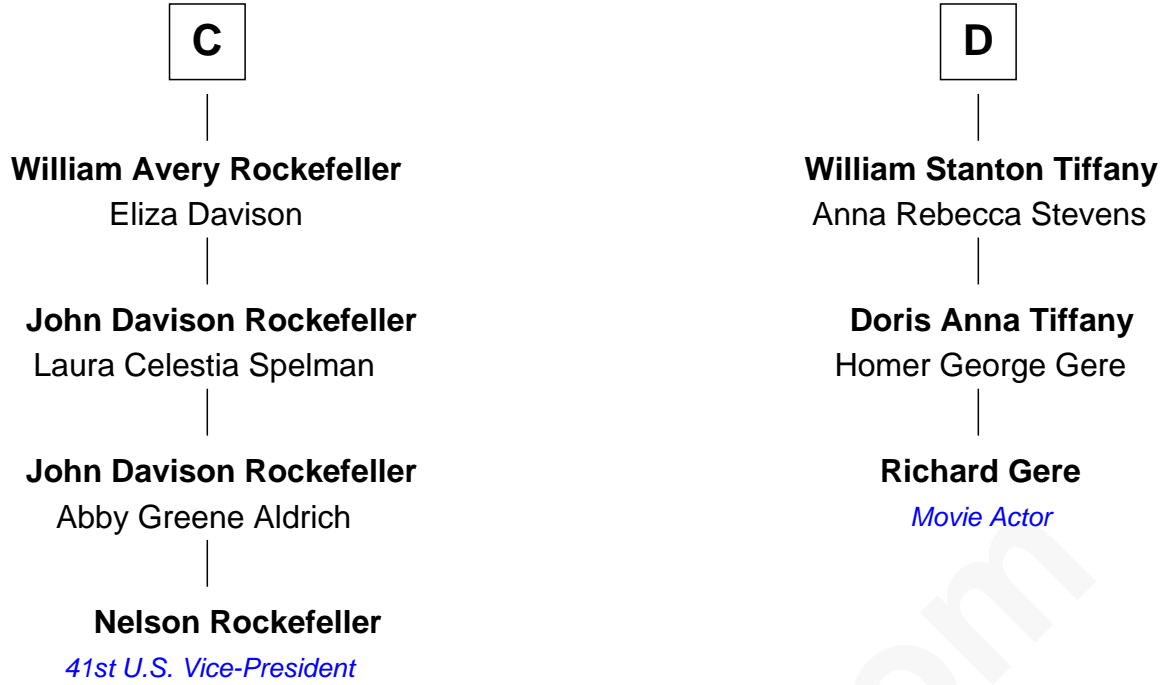 C
William Avery Rockefeller
Eliza Davison
John Davison Rockefeller
Laura Celestia Spelman
John Davison Rockefeller
Abby Greene Aldrich
Nelson Rockefeller
41st U.S. Vice-President
D
William Stanton Tiffany
Anna Rebecca Stevens
Doris Anna Tiffany
Homer George Gere
Richard Gere
Movie Actor
om